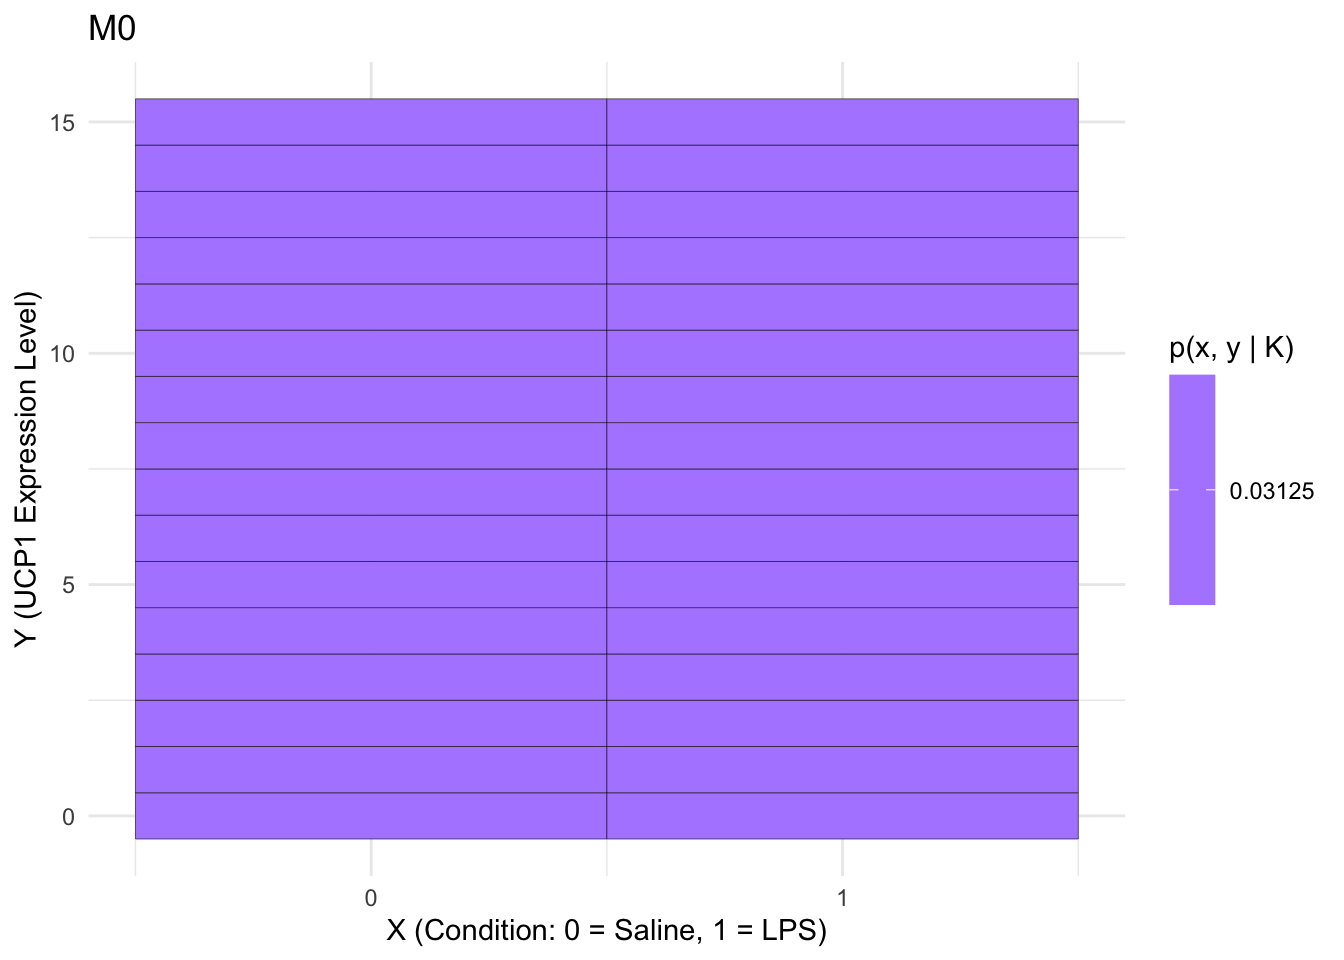 M0
Y (UCP1 Expression Level)
15
10
5
0
0
1
X (Condition: 0 = Saline, 1 = LPS)
p(x, y | K)
0.03125